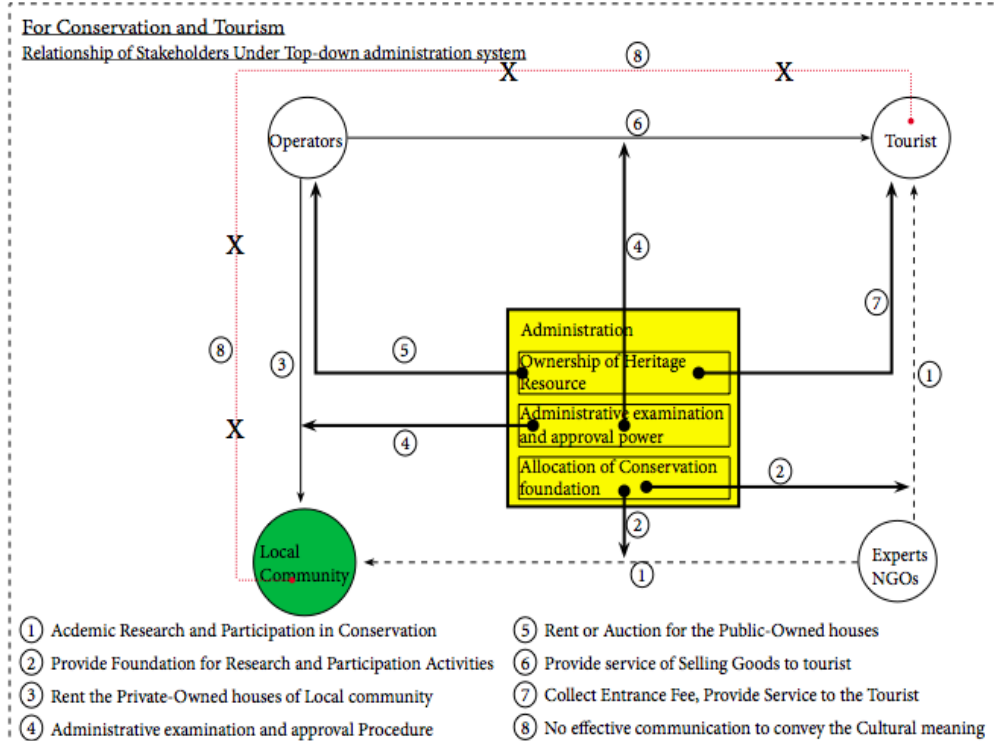 For Conservation and Tourism
Relationship of Stakeholders Under Top-down administration system
X
8
X
Operators
6
Tourist
X
4
7
Administration
8
3
5
Ownership of Heritage
Resource
1
X
4
Administrative examination
and approval power
Allocation of Conservation
foundation
2
2
Local
Community
1
Experts
NGOs
1 Acdemic Research and Participation in Conservation
2 Provide Foundation for Research and Participation Activities
3 Rent the Private-Owned houses of Local community
4 Administrative examination and approval Procedure
5 Rent or Auction for the Public-Owned houses
6 Provide service of Selling Goods to tourist
7 Collect Entrance Fee, Provide Service to the Tourist
8 No effective communication to convey the Cultural meaning